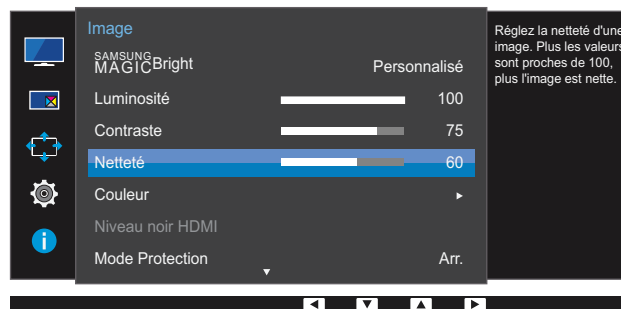 Image
SAMSUNG
MAGICBright Personnalisé
Luminosité 100
Contraste 75
Netteté 60
Couleur
Niveau noir HDMI
Mode Protection Arr.
Réglez la netteté d'une
image. Plus les valeurs
sont proches de 100,
plus l'image est nette.